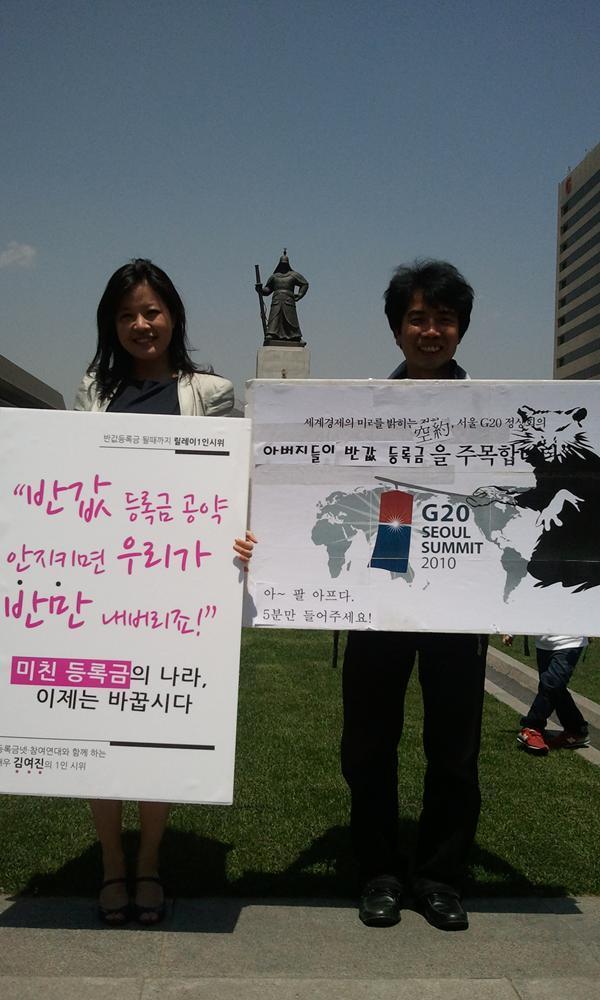 반값등록금 될때까지 릴레이1인시위
“반값 등록금 공약
안지키면 우리가
반만 내버리죠!”
미친 등록금의 나라,
이제는 바꿉시다
등록금넷·참여연대와 함께 하는
배우 김여진의 1인 시위
세계경제의 미래를 밝히는 서울 G20 정상회의
空約
아버지들이 반값 등록금을 주목합
G20
SEOUL
SUMMIT
2010
아~ 팔 아프다.
5분만 들어주세요!